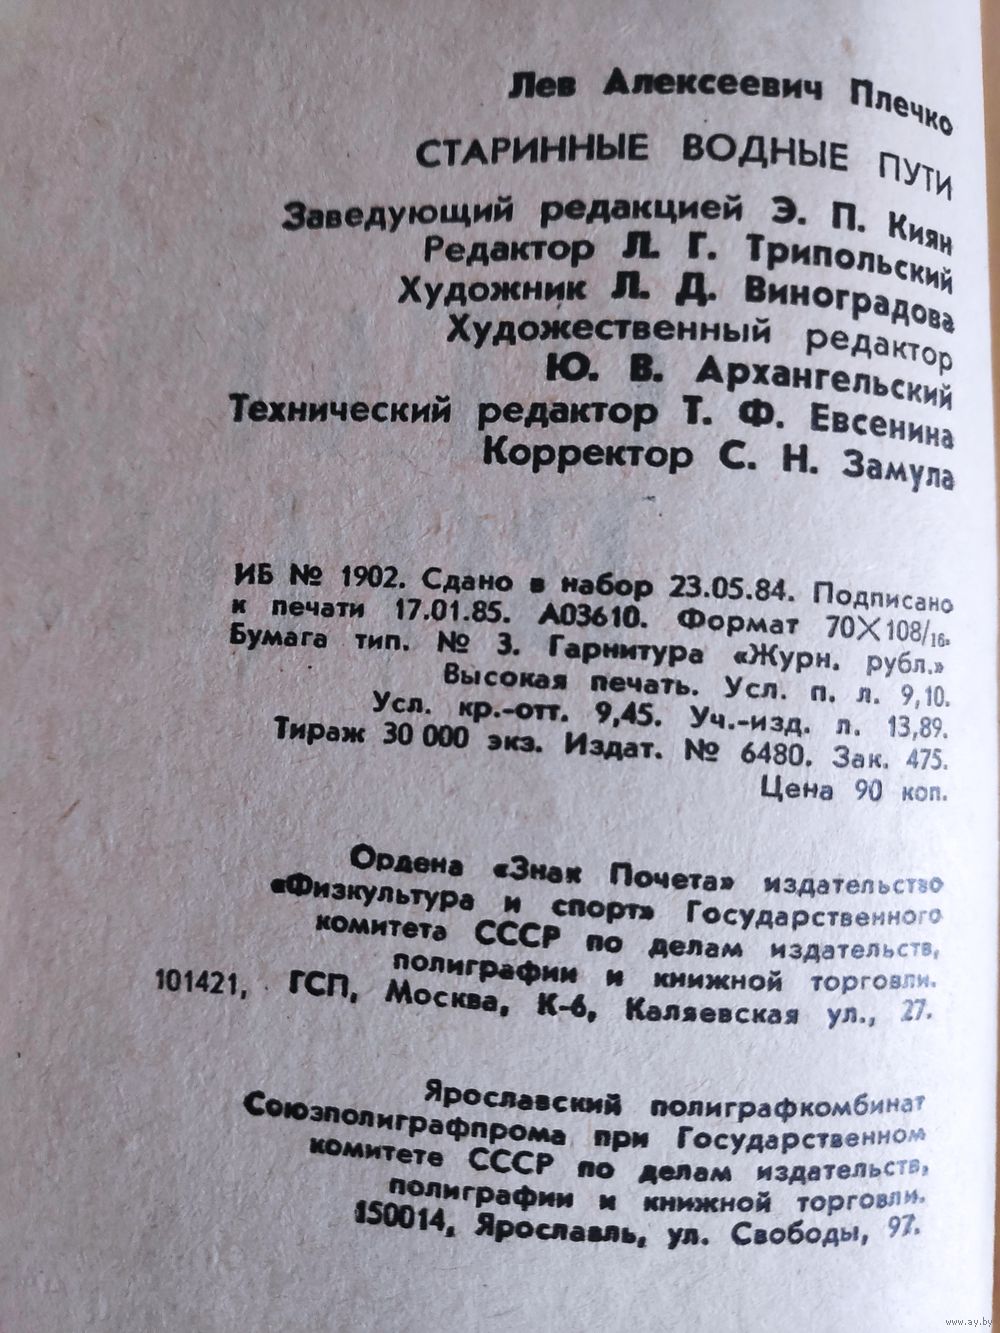 Лев Алексеевич Плечко
СТАРИННЫЕ ВОДНЫЕ ПУТИ
Заведующий редакцией Э. П. Киян
Редактор Л. Г. Трипольский
Художник Л. Д. Виноградова
Художественный редактор
Ю. В. Архангельский
Технический редактор Т. Ф. Евсенина
Корректор С. Н. Замула
ИБ № 1902. Сдано в набор 23.05.84. Подписано
к печати 17.01.85. А03610. Формат 70×108/16.
Бумага тип. № 3. Гарнитура «Журн. рубл.»
Высокая печать. Усл. п. л. 9,10.
Усл. кр.-отт. 9,45. Уч.-изд. л. 13,89.
Тираж 30 000 экз. Издат. № 6480. Зак. 475.
Цена 90 коп.
Ордена «Знак Почета» издательство
«Физкультура и спорт» Государственного
комитета СССР по делам издательств,
полиграфии и книжной торговли.
101421, ГСП, Москва, К-6, Каляевская ул., 27.
Ярославский полиграфкомбинат
Союзполиграфпрома при Государственном
комитете СССР по делам издательств,
полиграфии и книжной торговли.
150014, Ярославль, ул. Свободы, 97.
www.ay.by